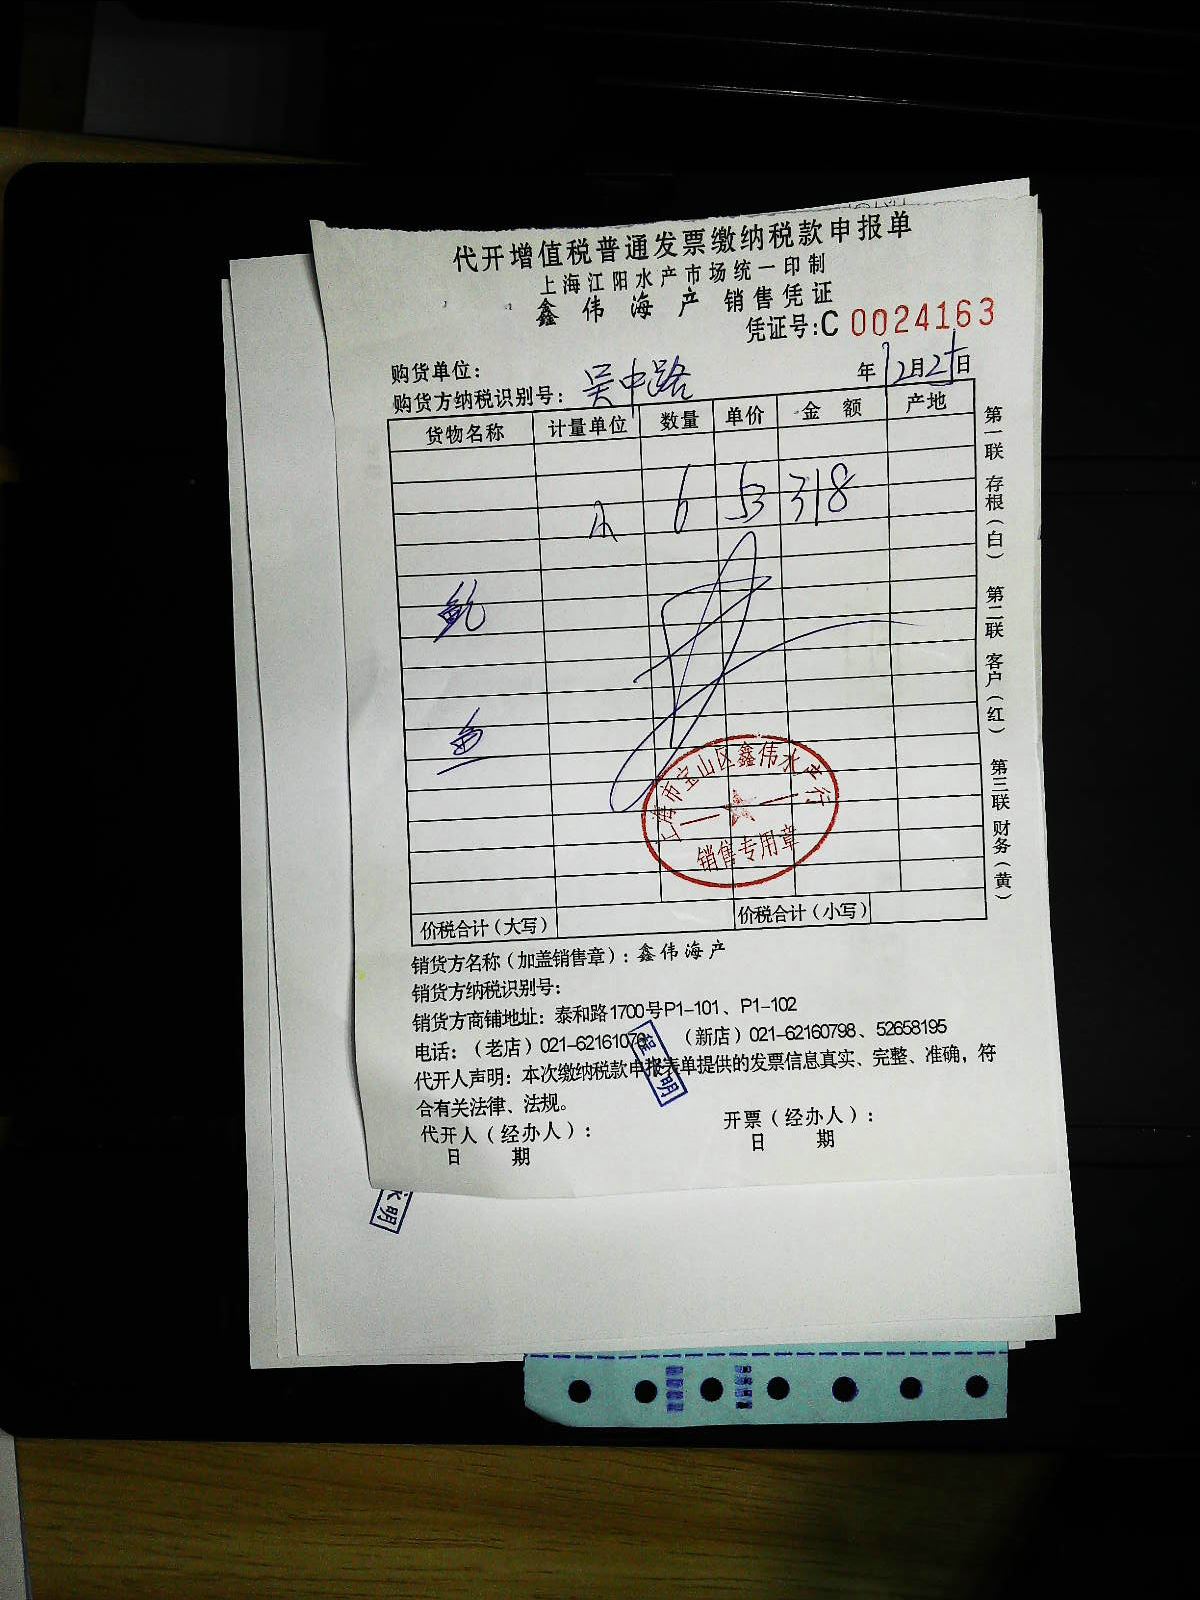 代开增值税普通发票缴纳税款申报单
上海江阳水产市场统一印制
鑫伟海产 销售凭证
凭证号:C 0024163
购货单位:
年12月25日
购货方纳税识别号: 吴中路
货物名称 计量单位 数量 单价 金额 产地
6 53 318
鲍
鱼
上海市宝山区鑫伟水产行
销售专用章
价税合计(大写) 价税合计(小写)
第一联 存根(白) 第二联 客户(红) 第三联 财务(黄)
销货方名称(加盖销售章): 鑫伟海产
销货方纳税识别号:
销货方商铺地址: 泰和路1700号P1-101、P1-102
电话: (老店) 021-6216107 (新店) 021-62160798、52658195
代开人声明: 本次缴纳税款申报表单提供的发票信息真实、完整、准确, 符
合有关法律、法规。
代开人(经办人): 开票(经办人):
日 期 日 期
明
明